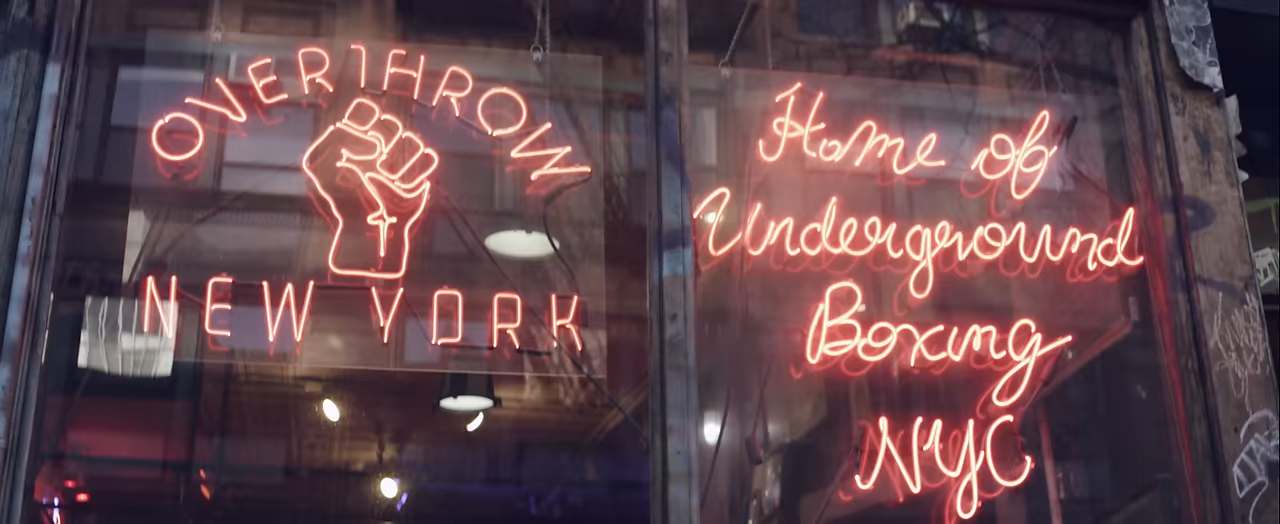 OVERTHROW
NEW YORK
Home of
Underground
Boxing
NYC